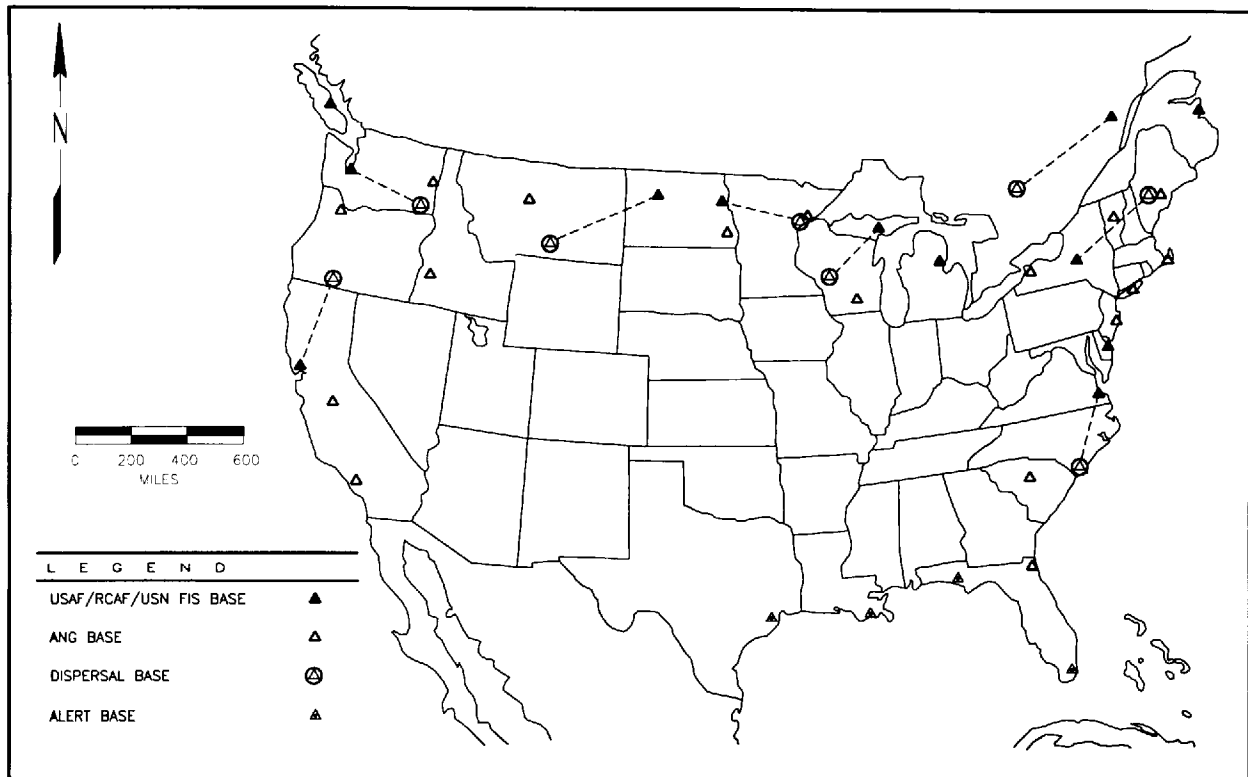 N
0 200 400 600
MILES
L E G E N D
USAF/RCAF/USN FIS BASE
ANG BASE
DISPERSAL BASE
ALERT BASE